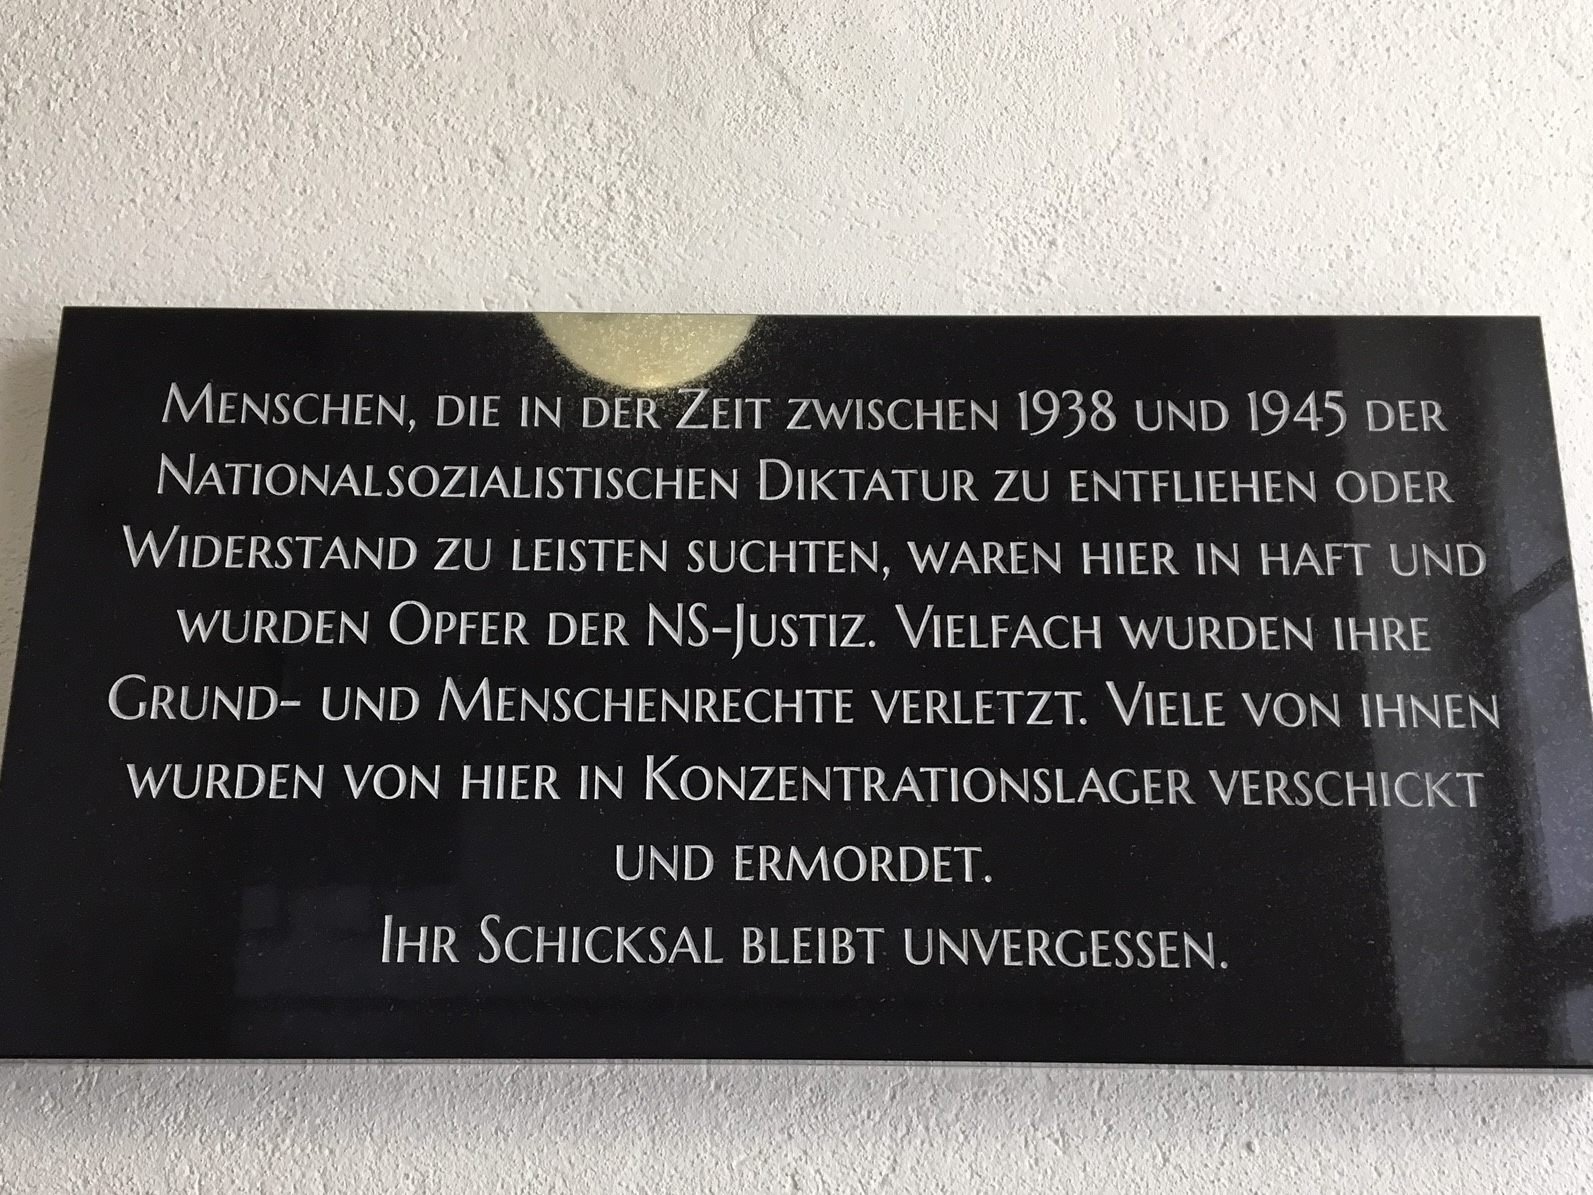 Menschen, die in der Zeit zwischen 1938 und 1945 der
Nationalsozialistischen Diktatur zu entfliehen oder
Widerstand zu leisten suchten, waren hier in haft und
wurden Opfer der NS-Justiz. Vielfach wurden ihre
Grund- und Menschenrechte verletzt. Viele von ihnen
wurden von hier in Konzentrationslager verschickt
und ermordet.
Ihr Schicksal bleibt unvergessen.